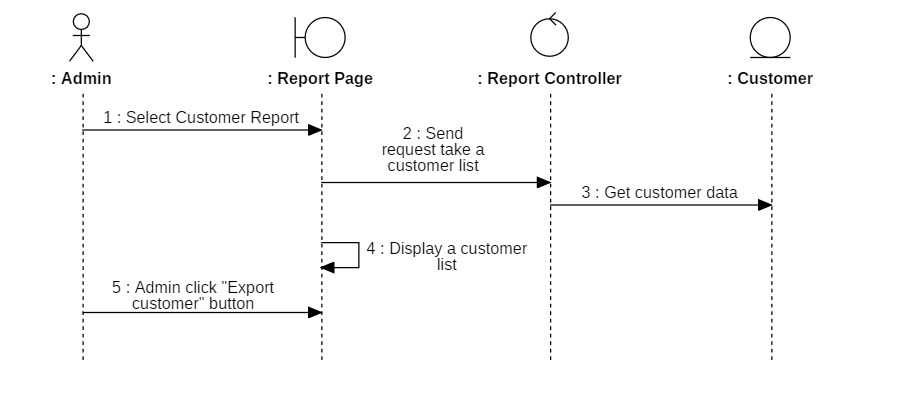 : Admin
: Report Page
: Report Controller
: Customer
1 : Select Customer Report
2 : Send
request take a
customer list
3 : Get customer data
4 : Display a customer
list
5 : Admin click "Export
customer" button